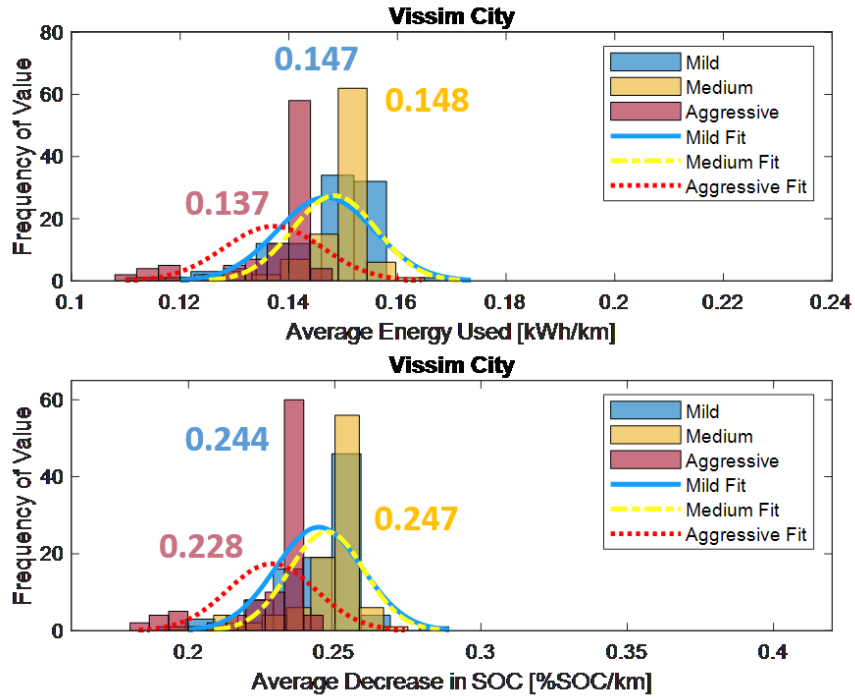 Vissim City
80
60
40
20
0
Frequency of Value
0.147
0.148
0.137
Mild
Medium
Aggressive
Mild Fit
Medium Fit
Aggressive Fit
0.1 0.12 0.14 0.16 0.18 0.2 0.22 0.24
Average Energy Used [kWh/km]
Vissim City
60
40
20
0
Frequency of Value
0.244
0.247
0.228
Mild
Medium
Aggressive
Mild Fit
Medium Fit
Aggressive Fit
0.2 0.25 0.3 0.35 0.4
Average Decrease in SOC [%SOC/km]